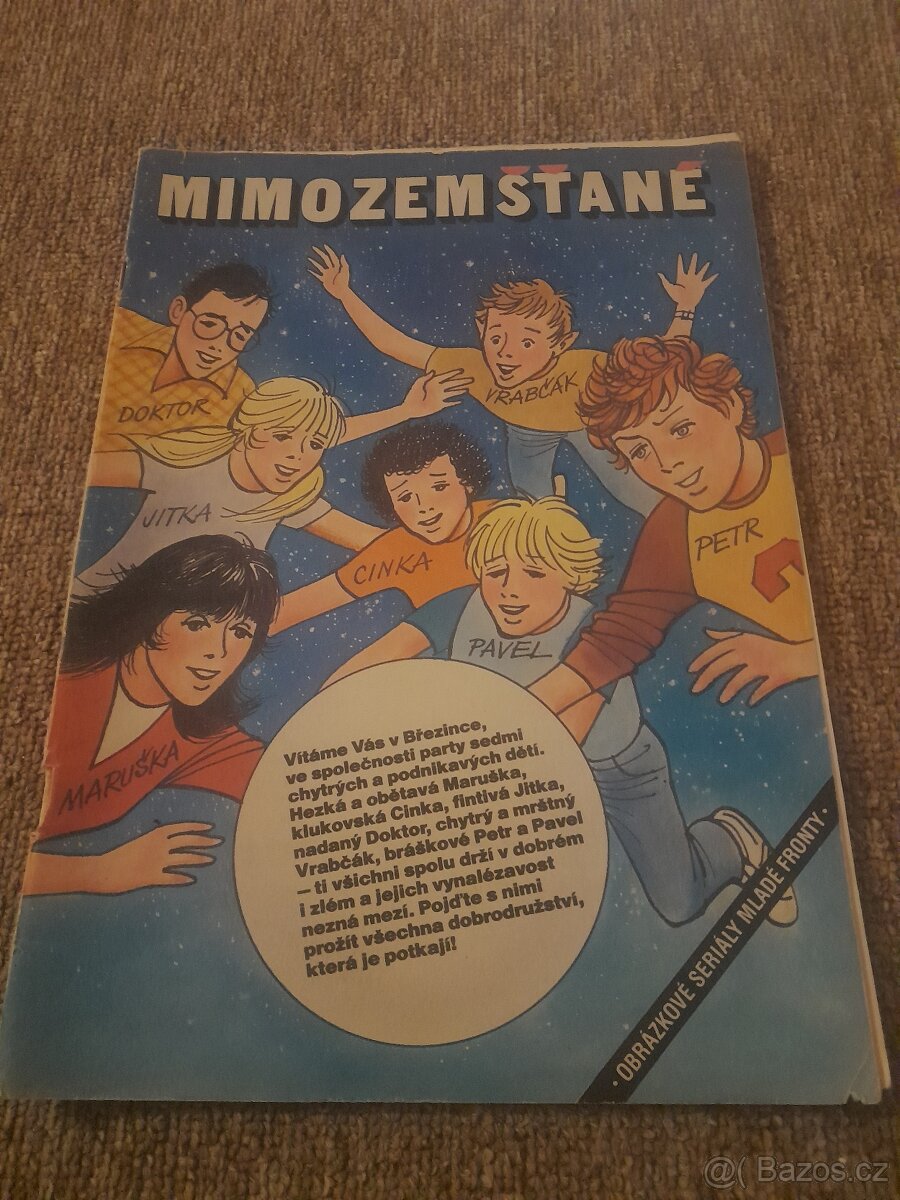 MIMOZEMŠŤANÉ
DOKTOR
VRABČÁK
JITKA
CINKA
PETR
PAVEL
MARUŠKA
Vítáme Vás v Březince,
ve společnosti party sedmi
chytrých a podnikavých dětí.
Hezká a obětavá Maruška,
klukovská Cinka, fintivá Jitka,
nadaný Doktor, chytrý a mrštný
Vrabčák, bráškové Petr a Pavel
– ti všichni spolu drží v dobrém
i zlém a jejich vynalézavost
nezná mezí. Pojďte s nimi
prožít všechna dobrodružství,
která je potkají!
· OBRÁZKOVÉ SERIÁLY MLADÉ FRONTY ·
@( Bazos.cz